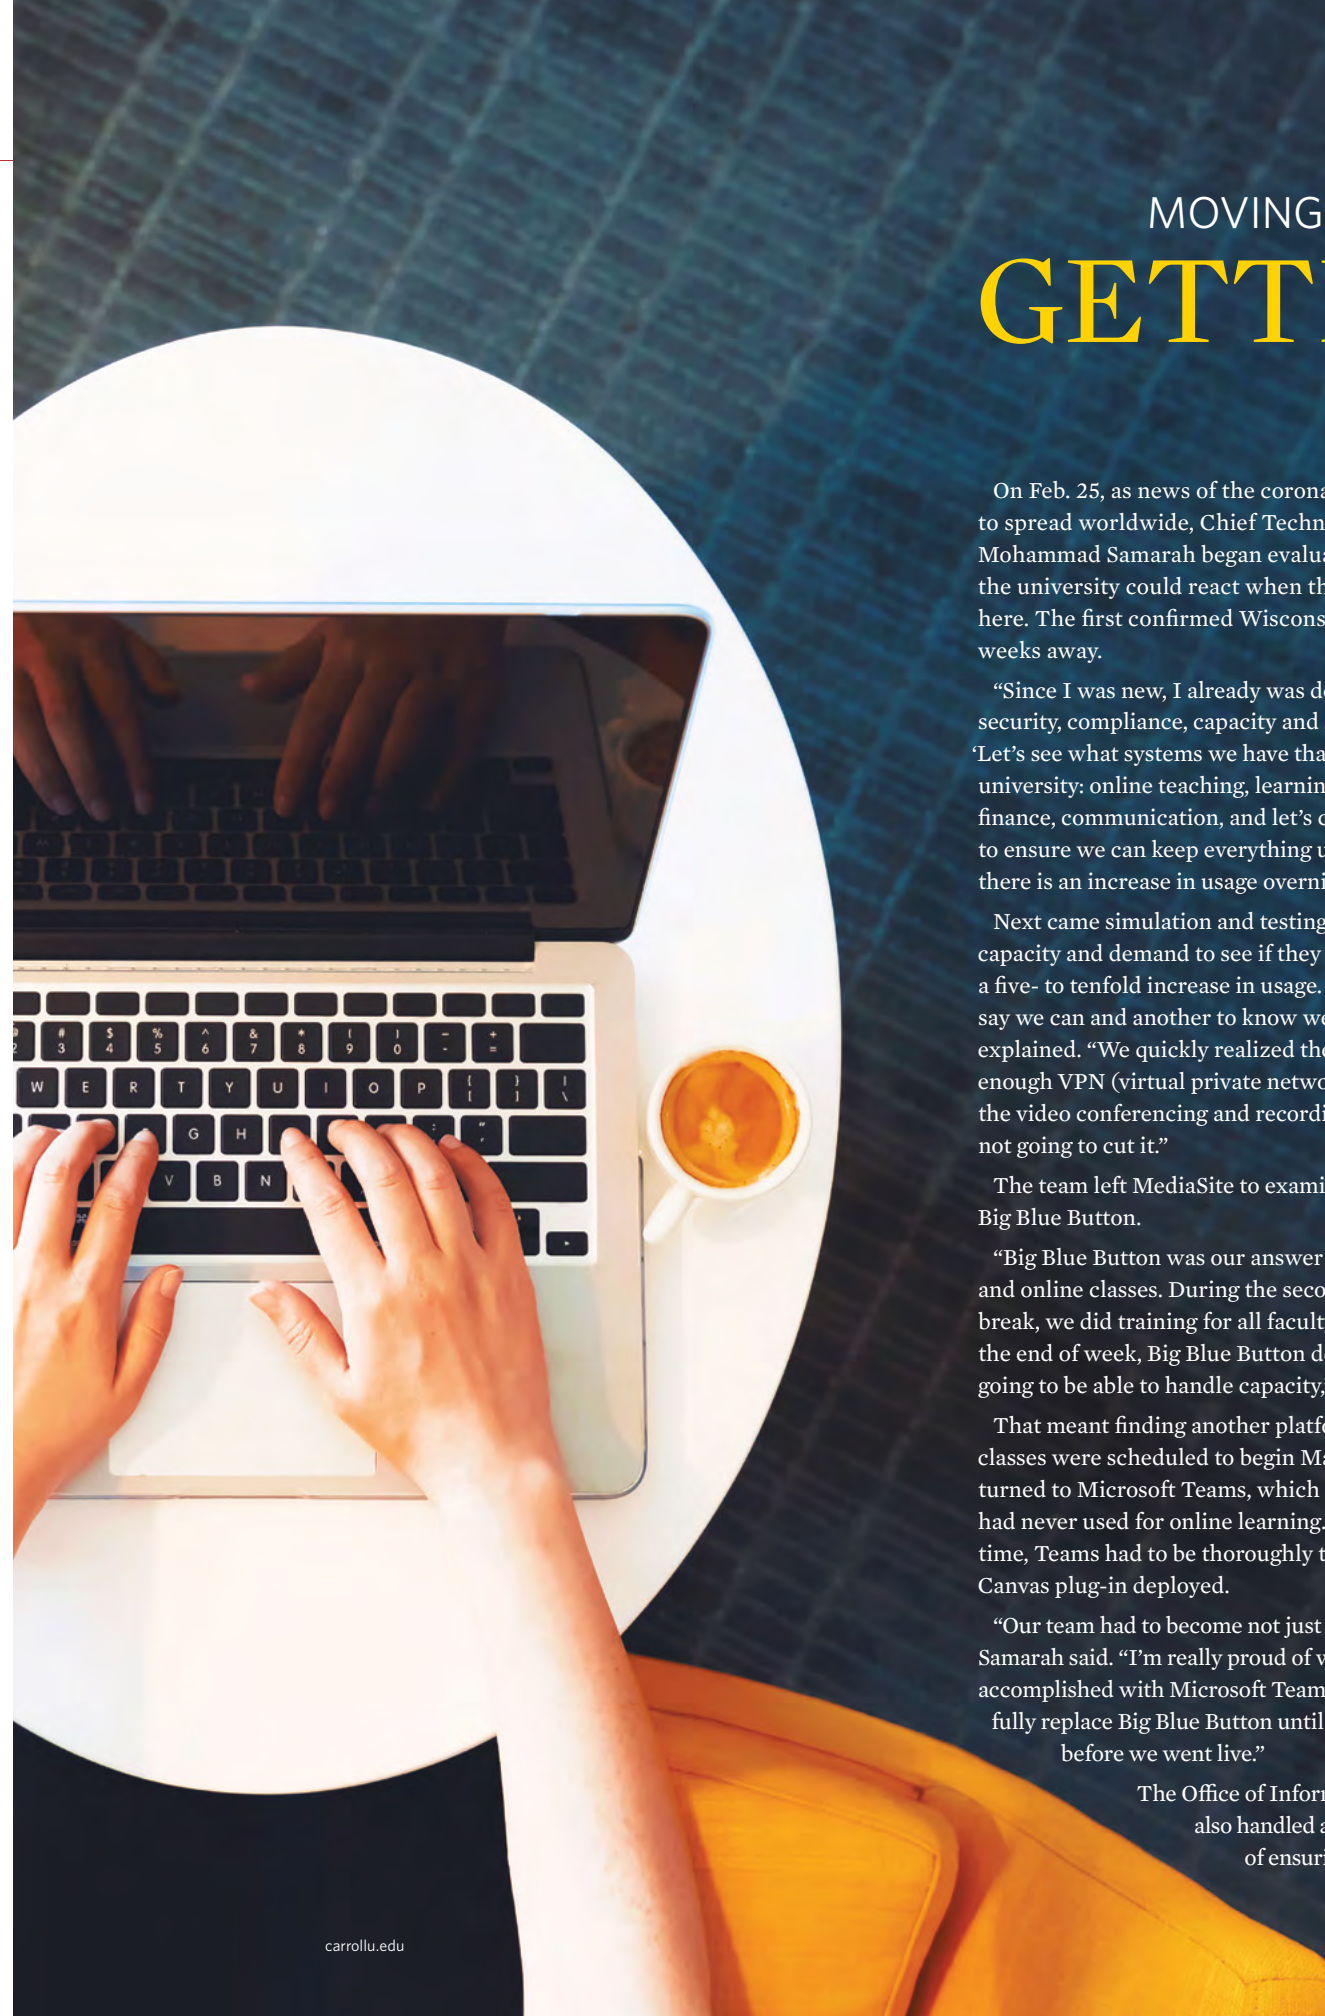 MOVING
GETT
On Feb. 25, as news of the corona
to spread worldwide, Chief Techn
Mohammad Samarah began evalua
the university could react when th
here. The first confirmed Wiscons
weeks away.
“Since I was new, I already was d
security, compliance, capacity and
‘Let’s see what systems we have tha
university: online teaching, learnin
finance, communication, and let’s c
to ensure we can keep everything u
there is an increase in usage overni
Next came simulation and testing
capacity and demand to see if they
a five- to tenfold increase in usage.
say we can and another to know we
explained. “We quickly realized the
enough VPN (virtual private netwo
the video conferencing and recordi
not going to cut it.”
The team left MediaSite to exami
Big Blue Button.
“Big Blue Button was our answer
and online classes. During the seco
break, we did training for all facult
the end of week, Big Blue Button d
going to be able to handle capacity,
That meant finding another platfo
classes were scheduled to begin Ma
turned to Microsoft Teams, which
had never used for online learning.
time, Teams had to be thoroughly t
Canvas plug-in deployed.
“Our team had to become not just
Samarah said. “I’m really proud of w
accomplished with Microsoft Team
fully replace Big Blue Button until
before we went live.”
The Office of Infor
also handled a
of ensuri
carrollu.edu